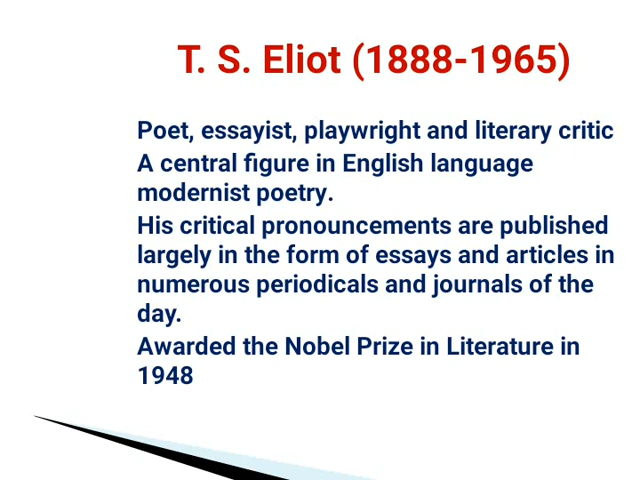 T. S. Eliot (1888-1965)
Poet, essayist, playwright and literary critic
A central figure in English language
modernist poetry.
His critical pronouncements are published
largely in the form of essays and articles in
numerous periodicals and journals of the
day.
Awarded the Nobel Prize in Literature in
1948